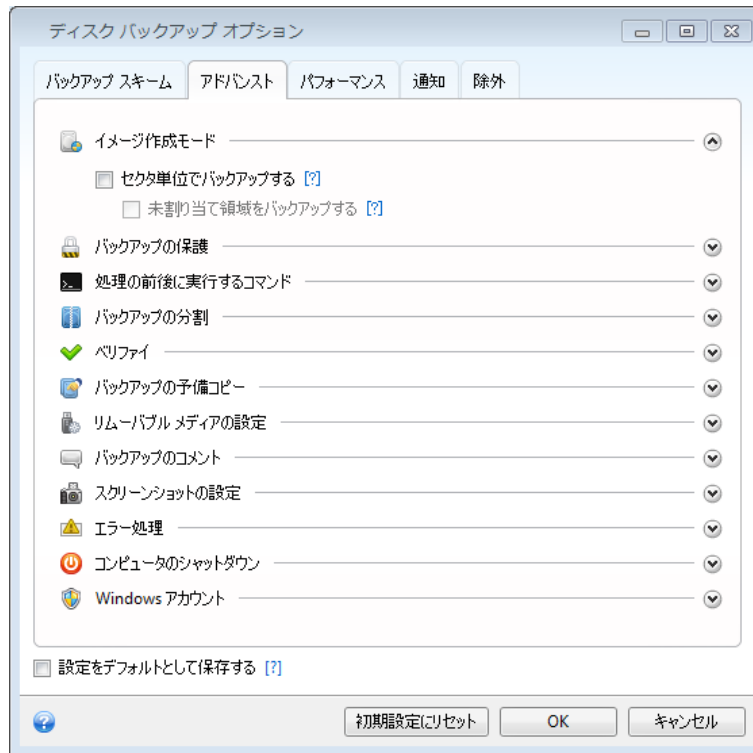 ディスク バックアップ オプション
バックアップ スキーム
アドバンスト
パフォーマンス
通知
除外
イメージ作成モード
セクタ単位でバックアップする [?]
未割り当て領域をバックアップする [?]
バックアップの保護
処理の前後に実行するコマンド
バックアップの分割
ベリファイ
バックアップの予備コピー
リムーバブル メディアの設定
バックアップのコメント
スクリーンショットの設定
エラー処理
コンピュータのシャットダウン
Windows アカウント
設定をデフォルトとして保存する [?]
初期設定にリセット
OK
キャンセル